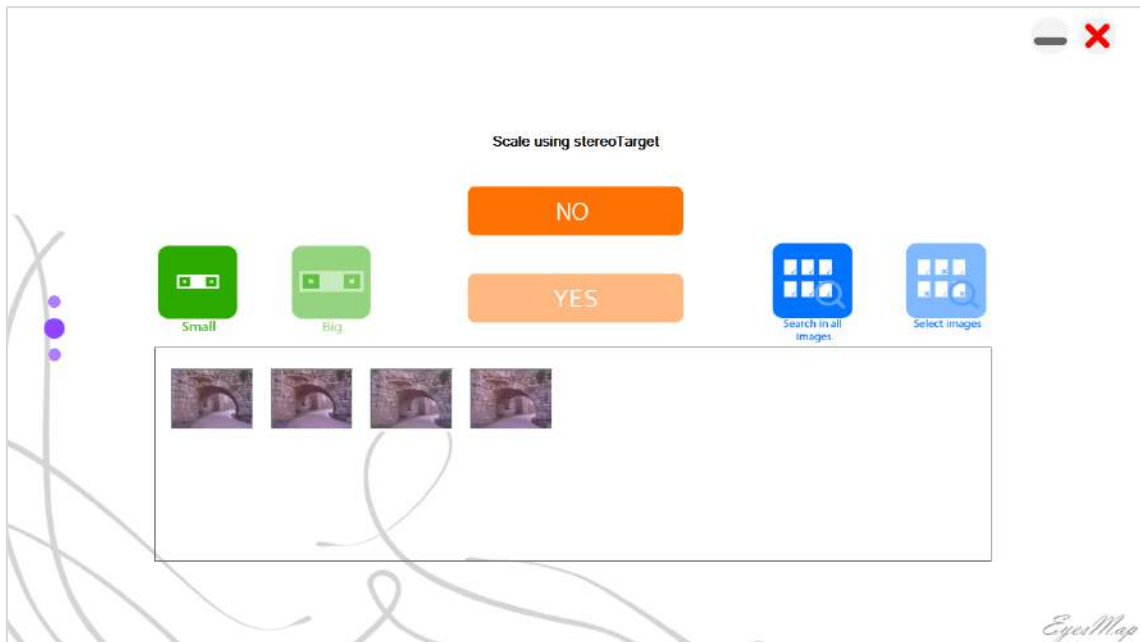 Scale using stereoTarget
NO
YES
Small
Big
Search in all
images
Select images
EyesMap